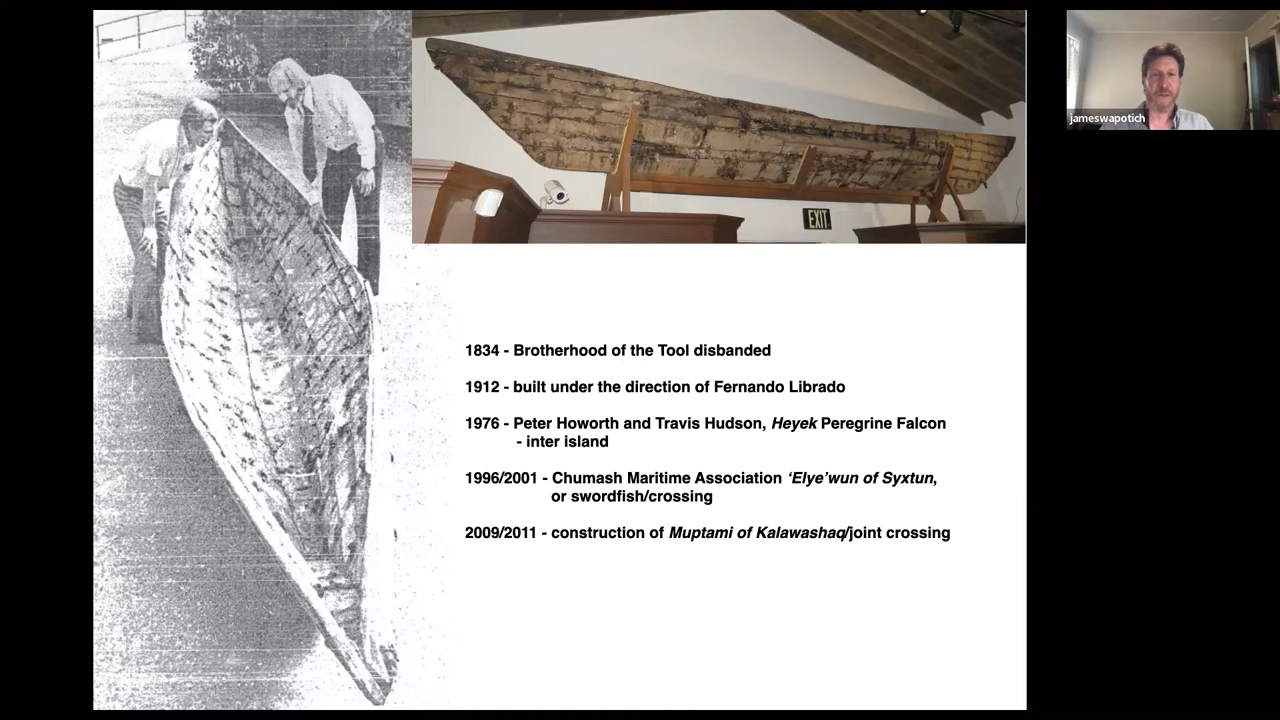 jameswapotich
EXIT
1834 - Brotherhood of the Tool disbanded
1912 - built under the direction of Fernando Librado
1976 - Peter Howorth and Travis Hudson, Heyek Peregrine Falcon
- inter island
1996/2001 - Chumash Maritime Association ‘Elye’wun of Syxtun,
or swordfish/crossing
2009/2011 - construction of Muptami of Kalawashaq/joint crossing